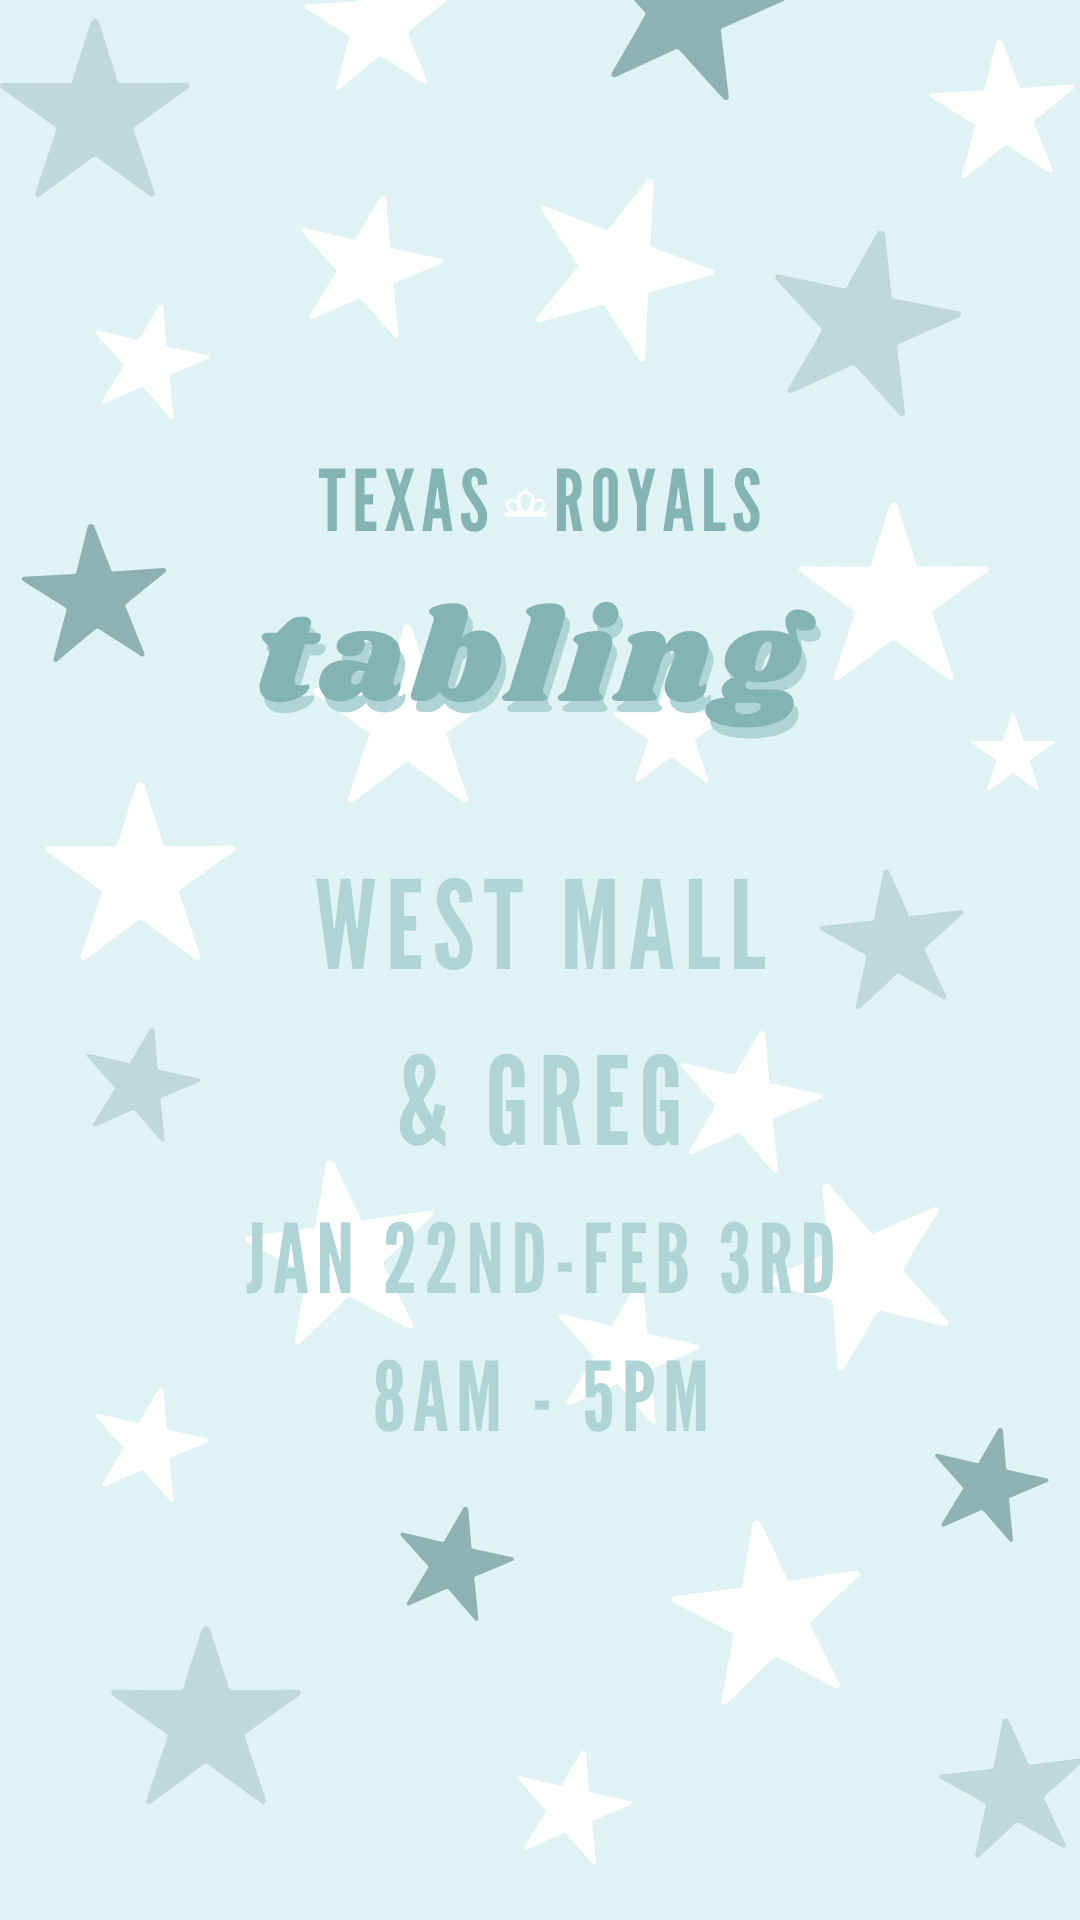 TEXAS ROYALS
tabling
WEST MALL
& GREG
JAN 22ND-FEB 3RD
8AM - 5PM